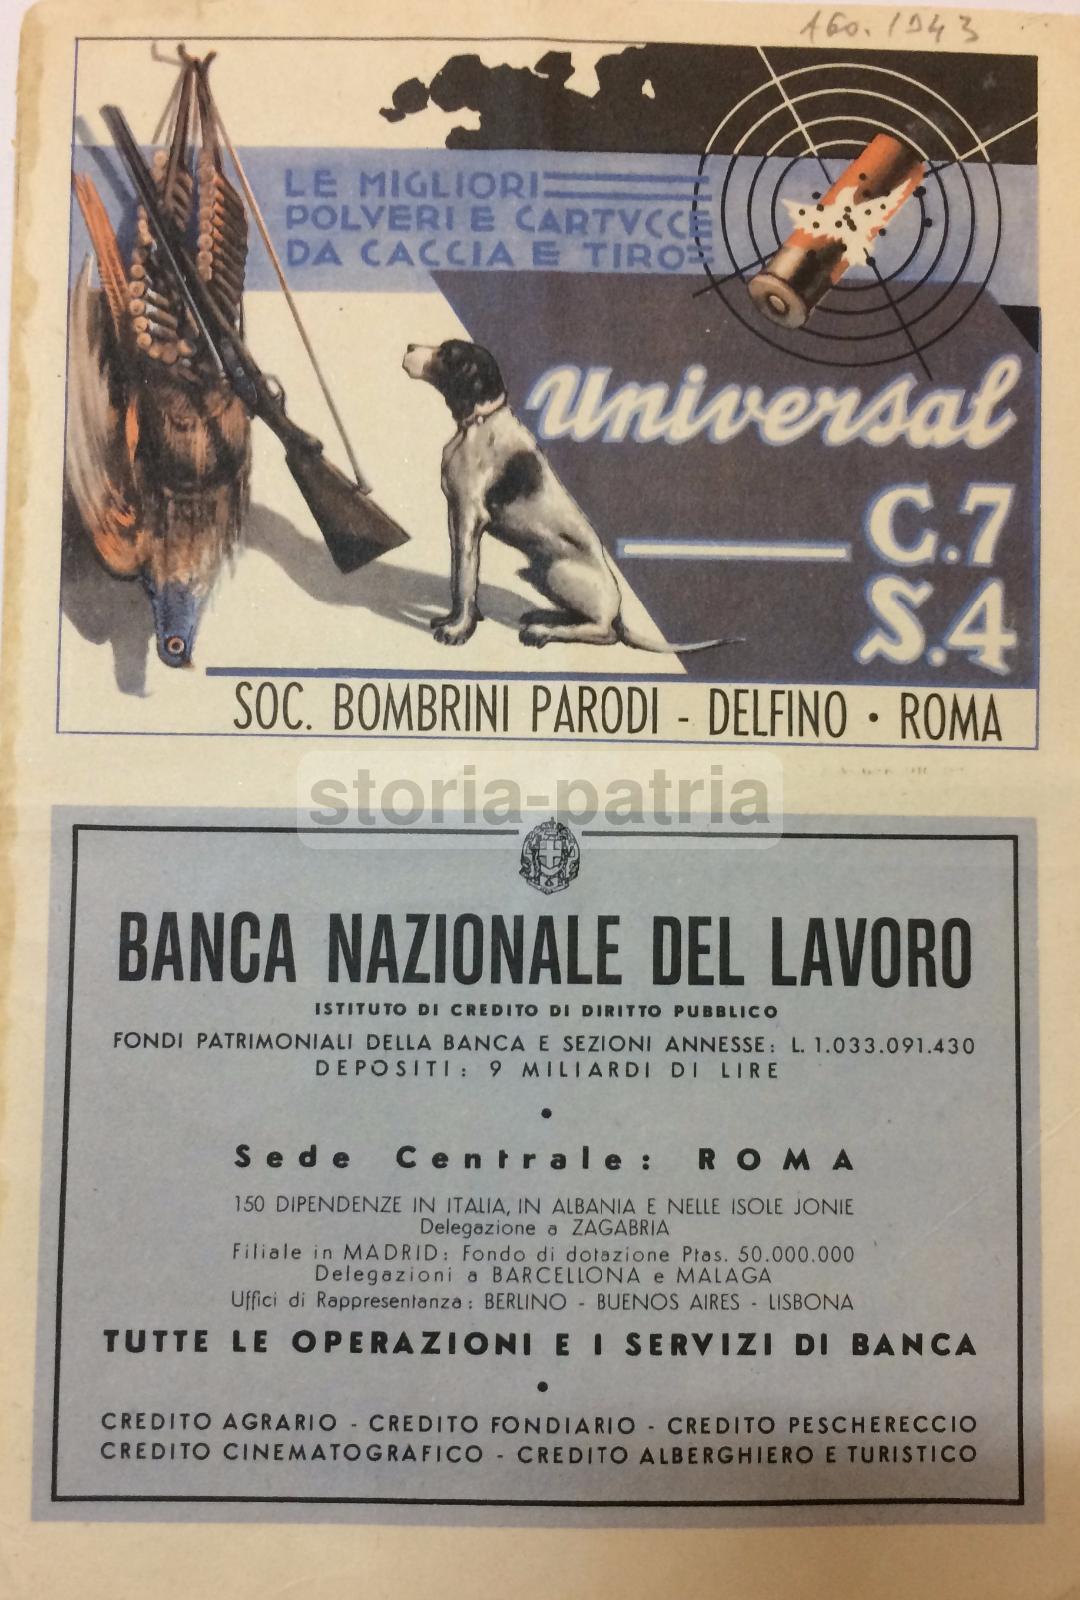 AGO. 1943
LE MIGLIORI
POLVERI E CARTVCCE
DA CACCIA E TIRO
Universal
C.7
S.4
SOC. BOMBRINI PARODI - DELFINO • ROMA
storia-patria
BANCA NAZIONALE DEL LAVORO
ISTITUTO DI CREDITO DI DIRITTO PUBBLICO
FONDI PATRIMONIALI DELLA BANCA E SEZIONI ANNESSE: L. 1.033.091.430
DEPOSITI: 9 MILIARDI DI LIRE
•
Sede Centrale: ROMA
150 DIPENDENZE IN ITALIA, IN ALBANIA E NELLE ISOLE JONIE
Delegazione a ZAGABRIA
Filiale in MADRID: Fondo di dotazione Ptas. 50.000.000
Delegazioni a BARCELLONA e MALAGA
Uffici di Rappresentanza: BERLINO - BUENOS AIRES - LISBONA
TUTTE LE OPERAZIONI E I SERVIZI DI BANCA
•
CREDITO AGRARIO - CREDITO FONDIARIO - CREDITO PESCHERECCIO
CREDITO CINEMATOGRAFICO - CREDITO ALBERGHIERO E TURISTICO